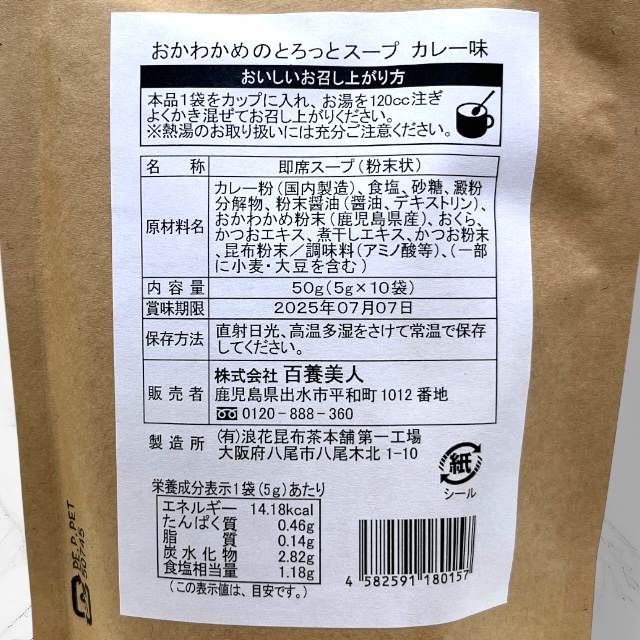 おかわかめのとろっとスープ カレー味
おいしいお召し上がり方
本品1袋をカップに入れ、お湯を120cc注ぎ
よくかき混ぜてお召し上がりください。
※熱湯のお取り扱いには充分ご注意ください。
名称 即席スープ(粉末状)
原材料名 カレー粉(国内製造)、食塩、砂糖、澱粉
分解物、粉末醤油(醤油、デキストリン)、
おかわかめ粉末(鹿児島県産)、おくら、
かつおエキス、煮干しエキス、かつお粉末
、昆布粉末/調味料(アミノ酸等)、(一部
に小麦・大豆を含む)
内容量 50g(5g×10袋)
賞味期限 2025年07月07日
保存方法 直射日光、高温多湿をさけて常温で保存
してください。
販売者 株式会社 百養美人
鹿児島県出水市平和町1012番地
0120-888-360
製造所 (有)浪花昆布茶本舗第一工場
大阪府八尾市八尾木北1-10
紙
シール
栄養成分表示1袋(5g)あたり
エネルギー 14.18kcal
たんぱく質 0.46g
脂質 0.14g
炭水化物 2.82g
食塩相当量 1.18g
(この表示値は、目安です。)
4 582591 180157
PE, P, PET